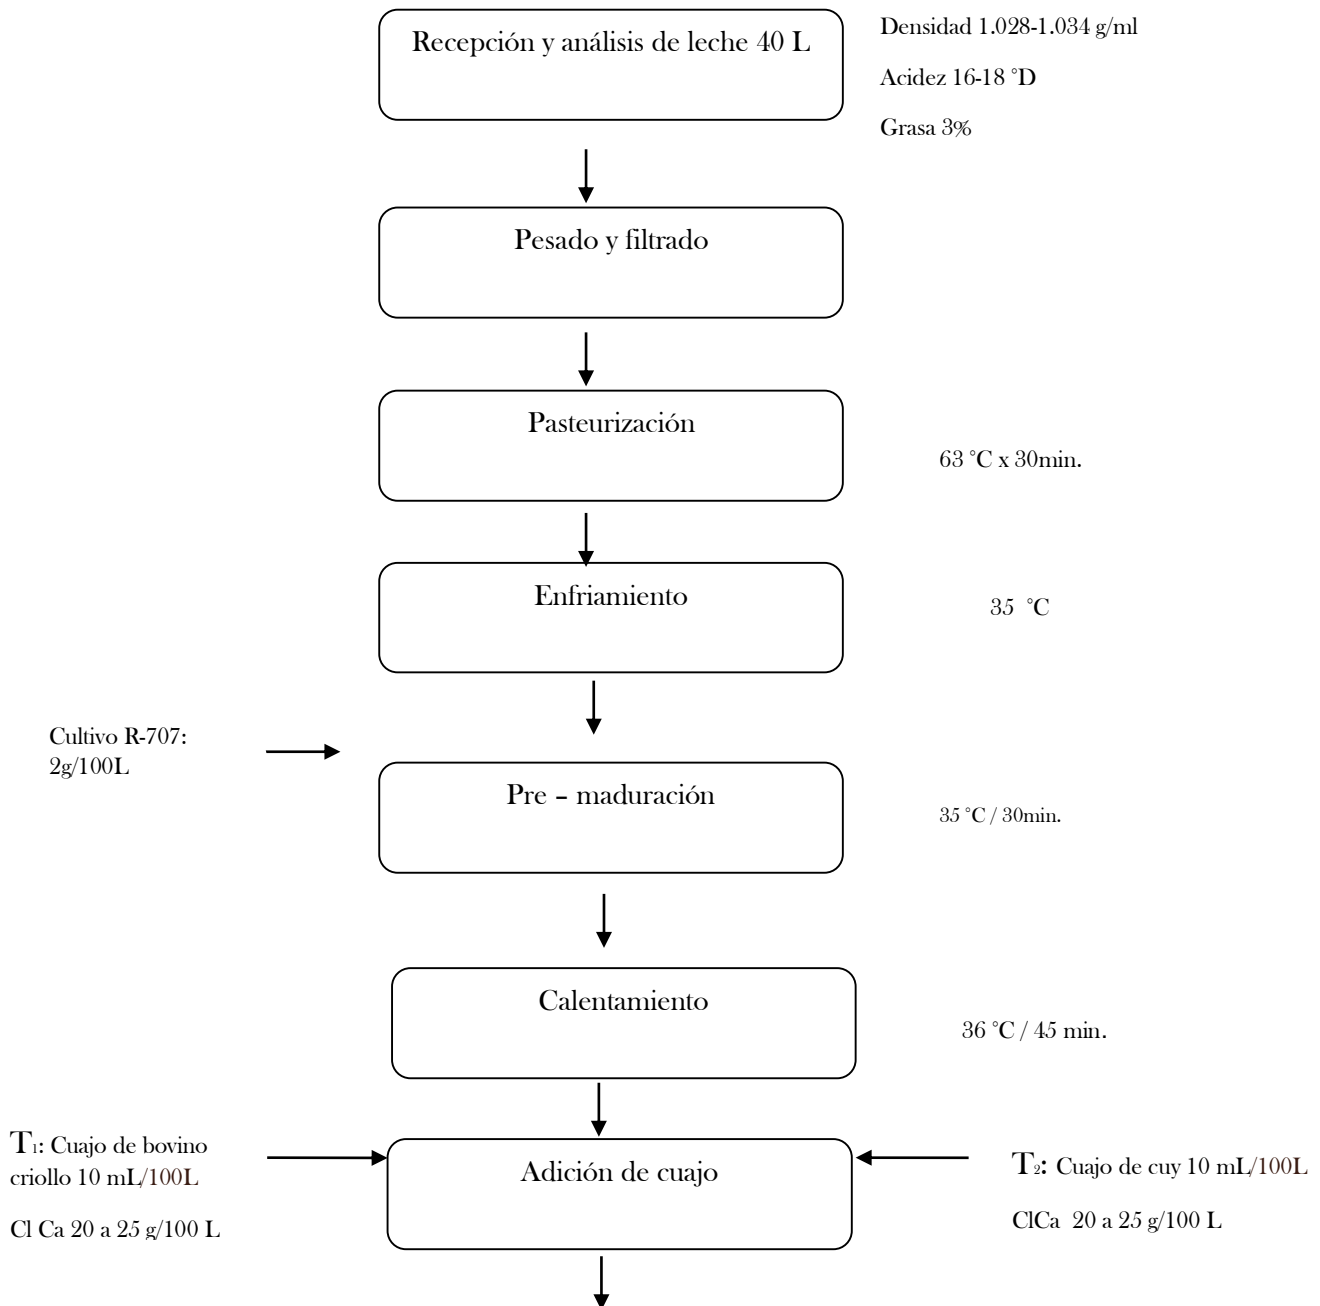 Recepción y análisis de leche 40 L
Densidad 1.028-1.034 g/ml
Acidez 16-18 °D
Grasa 3%
Pesado y filtrado
Pasteurización
63 °C x 30min.
Enfriamiento
35 °C
Cultivo R-707:
2g/100L
Pre – maduración
35 °C / 30min.
Calentamiento
36 °C / 45 min.
T1: Cuajo de bovino
criollo 10 mL/100L
Cl Ca 20 a 25 g/100 L
Adición de cuajo
T2: Cuajo de cuy 10 mL/100L
ClCa 20 a 25 g/100 L